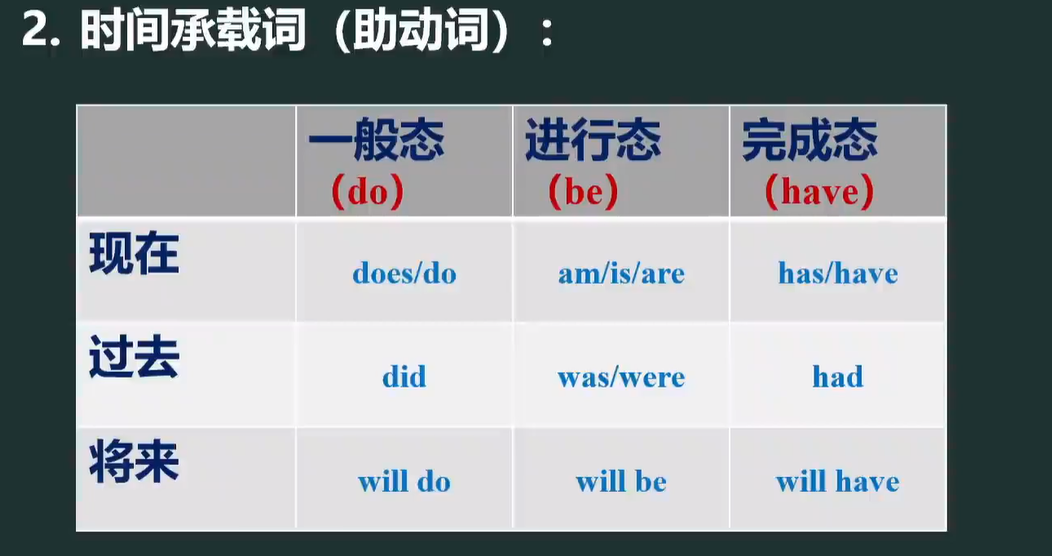 2. 时间承载词（助动词）：
一般态 进行态 完成态
（do） （be） （have）
现在 does/do am/is/are has/have
过去 did was/were had
将来 will do will be will have